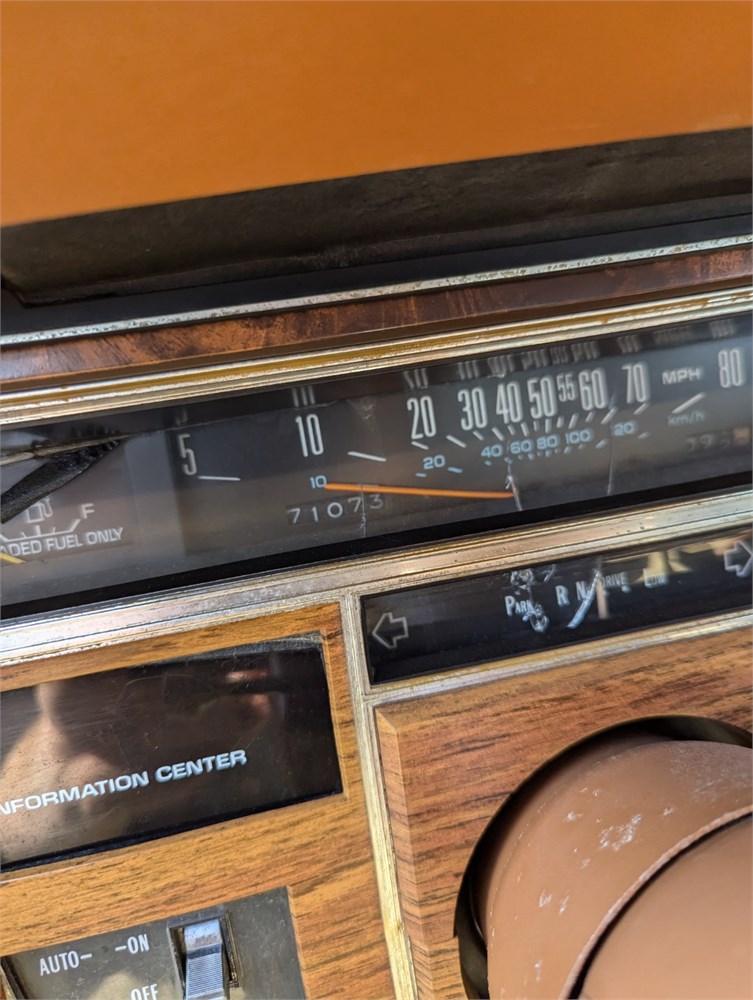 5 10 20 30 40 50 55 60 70 MPH 80
10 20 40 60 80 100 20 km/h
71073
F
ADED FUEL ONLY
PARK R N DRIVE LOW
NFORMATION CENTER
AUTO- -ON
OFF